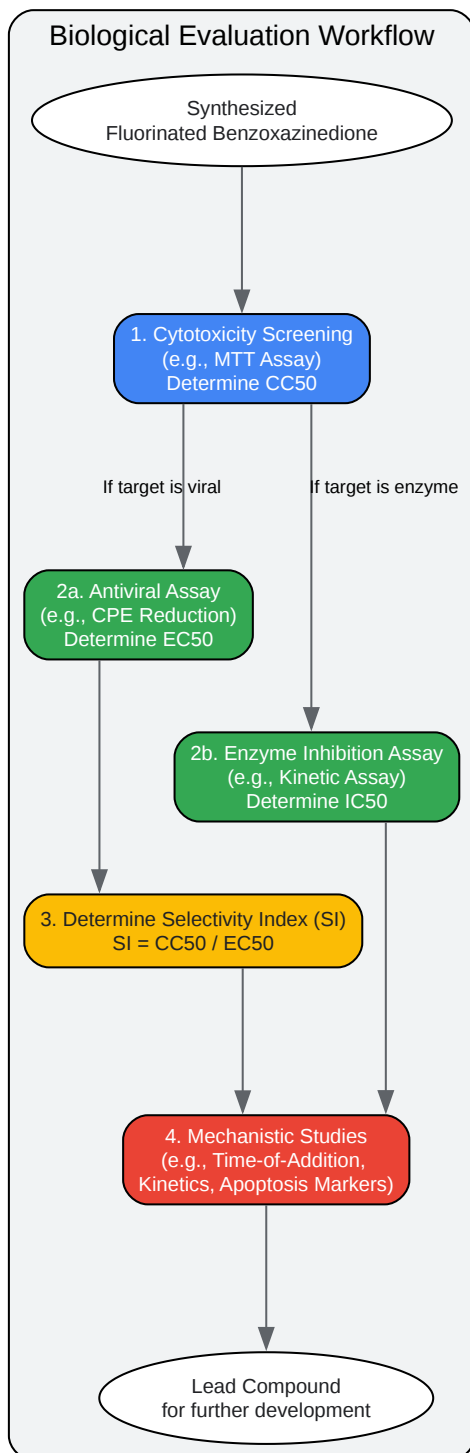 Biological Evaluation Workflow
Synthesized
Fluorinated Benzoxazinedione
1. Cytotoxicity Screening
(e.g., MTT Assay)
Determine CC50
If target is viral
If target is enzyme
2a. Antiviral Assay
(e.g., CPE Reduction)
Determine EC50
2b. Enzyme Inhibition Assay
(e.g., Kinetic Assay)
Determine IC50
3. Determine Selectivity Index (SI)
SI = CC50 / EC50
4. Mechanistic Studies
(e.g., Time-of-Addition,
Kinetics, Apoptosis Markers)
Lead Compound
for further development